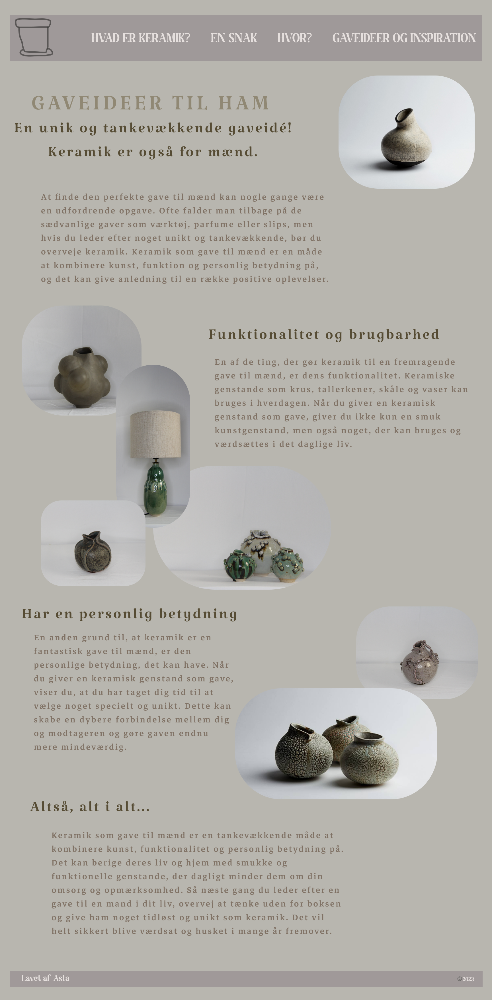 HVAD ER KERAMIK? EN SNAK HVOR? GAVEIDEER OG INSPIRATION
GAVEIDEER TIL HAM
En unik og tankevækkende gaveidé!
Keramik er også for mænd.
At finde den perfekte gave til mænd kan nogle gange være
en udfordrende opgave. Ofte falder man tilbage på de
sædvanlige gaver som værktøj, parfume eller slips, men
hvis du leder efter noget unikt og tankevækkende, bør du
overveje keramik. Keramik som gave til mænd er en måde
at kombinere kunst, funktion og personlig betydning på,
og det kan give anledning til en række positive oplevelser.
Funktionalitet og brugbarhed
En af de ting, der gør keramik til en fremragende
gave til mænd, er dens funktionalitet. Keramiske
genstande som krus, tallerkener, skåle og vaser kan
bruges i hverdagen. Når du giver en keramisk
genstand som gave, giver du ikke kun en smuk
kunstgenstand, men også noget, der kan bruges og
værdsættes i det daglige liv.
Har en personlig betydning
En anden grund til, at keramik er en
fantastisk gave til mænd, er den
personlige betydning, det kan have. Når
du giver en keramisk genstand som gave,
viser du, at du har taget dig tid til at
vælge noget specielt og unikt. Dette kan
skabe en dybere forbindelse mellem dig
og modtageren og gøre gaven endnu
mere mindeværdig.
Altså, alt i alt...
Keramik som gave til mænd er en tankevækkende måde at
kombinere kunst, funktionalitet og personlig betydning på.
Det kan berige deres liv og hjem med smukke og
funktionelle genstande, der dagligt minder dem om din
omsorg og opmærksomhed. Så næste gang du leder efter en
gave til en mand i dit liv, overvej at tænke uden for boksen
og give ham noget tidløst og unikt som keramik. Det vil
helt sikkert blive værdsat og husket i mange år fremover.
Lavet af Asta
©2023